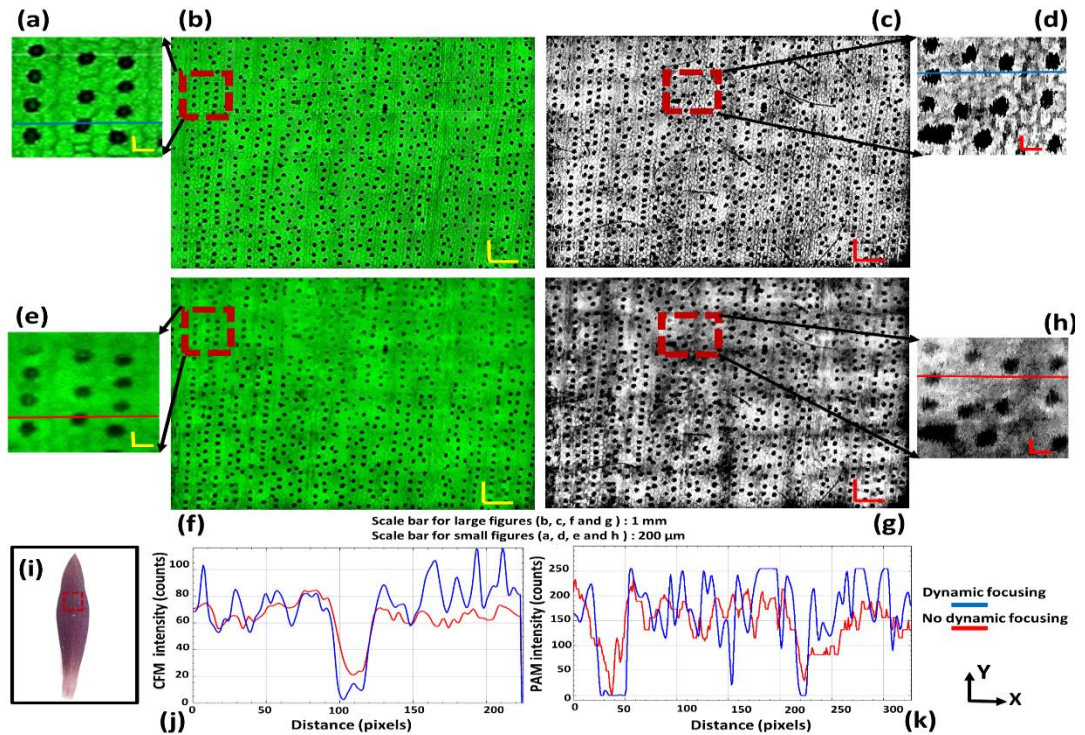 (a)
(b)
(c)
(d)
(e)
(h)
(f)
(g)
Scale bar for large figures (b, c, f and g) : 1 mm
Scale bar for small figures (a, d, e and h) : 200 µm
(i)
CFM intensity (counts)
100
80
60
40
20
0
0 50 100 150 200
Distance (pixels)
(j)
PAM intensity (counts)
250
200
150
100
50
0
0 50 100 150 200 250 300
Distance (pixels)
(k)
Dynamic focusing
No dynamic focusing
Y
X